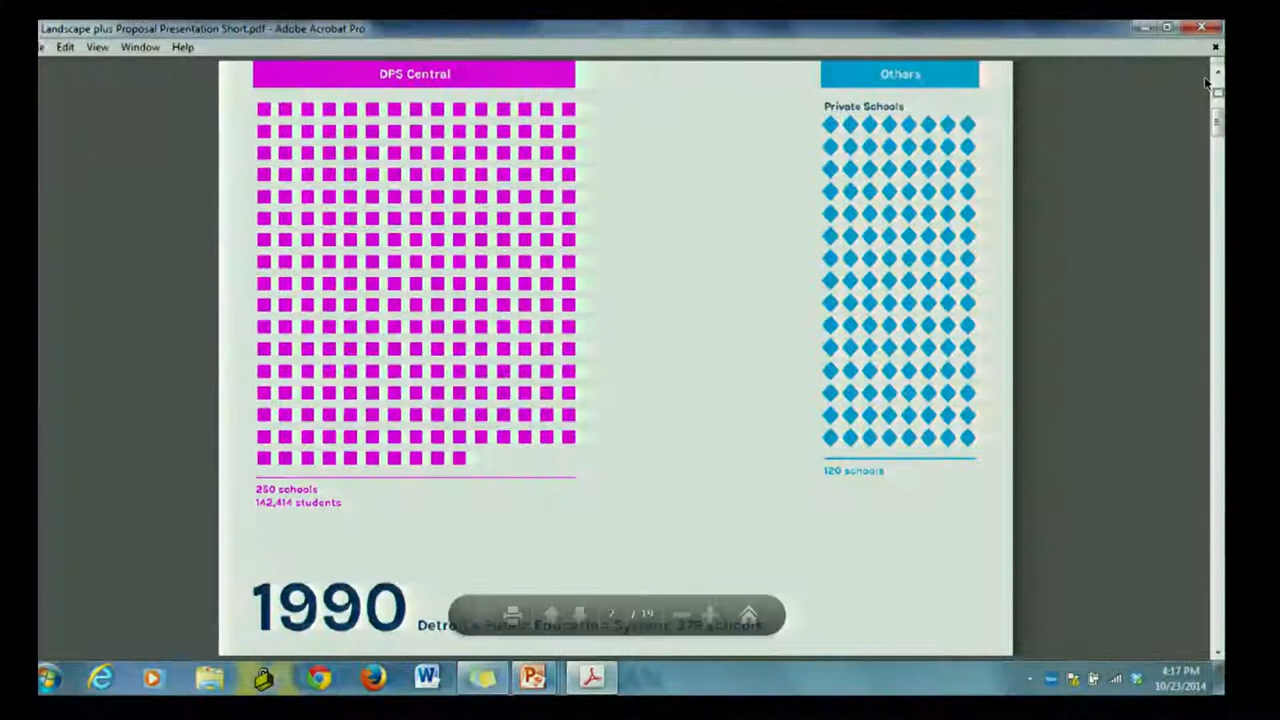 Landscape plus Proposal Presentation Short.pdf - Adobe Acrobat Pro
Edit View Window Help
DPS Central
Others
Private Schools
120 schools
250 schools
142,414 students
1990
/ 19
4:17 PM
10/23/2014